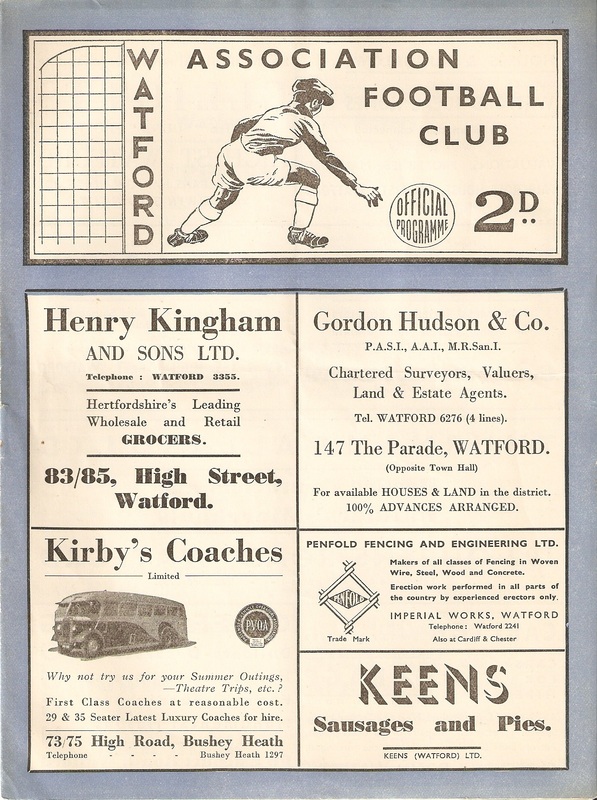 WATFORD
ASSOCIATION
FOOTBALL
CLUB
OFFICIAL
PROGRAMME
2D
Henry Kingham
AND SONS LTD.
Telephone : WATFORD 3355.
Hertfordshire's Leading
Wholesale and Retail
GROCERS.
83/85, High Street,
Watford.
Gordon Hudson & Co.
P.A.S.I., A.A.I., M.R.San.I.
Chartered Surveyors, Valuers,
Land & Estate Agents.
Tel. WATFORD 6276 (4 lines).
147 The Parade, WATFORD.
(Opposite Town Hall)
For available HOUSES & LAND in the district.
100% ADVANCES ARRANGED.
Kirby's Coaches
Limited
PVOA
Why not try us for your Summer Outings,
—Theatre Trips, etc.?
First Class Coaches at reasonable cost.
29 & 35 Seater Latest Luxury Coaches for hire.
73/75 High Road, Bushey Heath
Telephone - - - - Bushey Heath 1297
PENFOLD FENCING AND ENGINEERING LTD.
PENFOLD
Trade Mark
Makers of all classes of Fencing in Woven
Wire, Steel, Wood and Concrete.
Erection work performed in all parts of
the country by experienced erectors only.
IMPERIAL WORKS, WATFORD
Telephone: Watford 2241
Also at Cardiff & Chester
KEENS
Sausages and Pies.
KEENS (WATFORD) LTD.